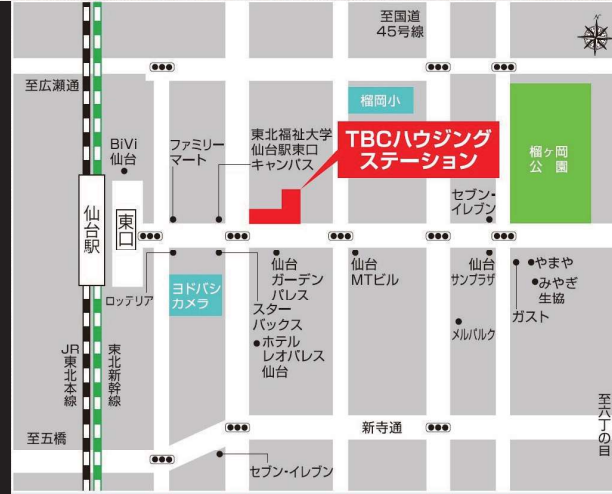 至国道
45号線
N
至広瀬通
榴岡小
BiVi
仙台
ファミリー
マート
東北福祉大学
仙台駅東口
キャンパス
TBCハウジング
ステーション
榴ヶ岡
公園
セブン-
イレブン
仙台駅
東口
ロッテリア
ヨドバシ
カメラ
スター
バックス
仙台
ガーデン
パレス
ホテル
レオパレス
仙台
仙台
MTビル
仙台
サンプラザ
メルパルク
ガスト
やまや
みやぎ
生協
JR東北本線
東北新幹線
至六丁の目
至五橋
新寺通
セブン-イレブン